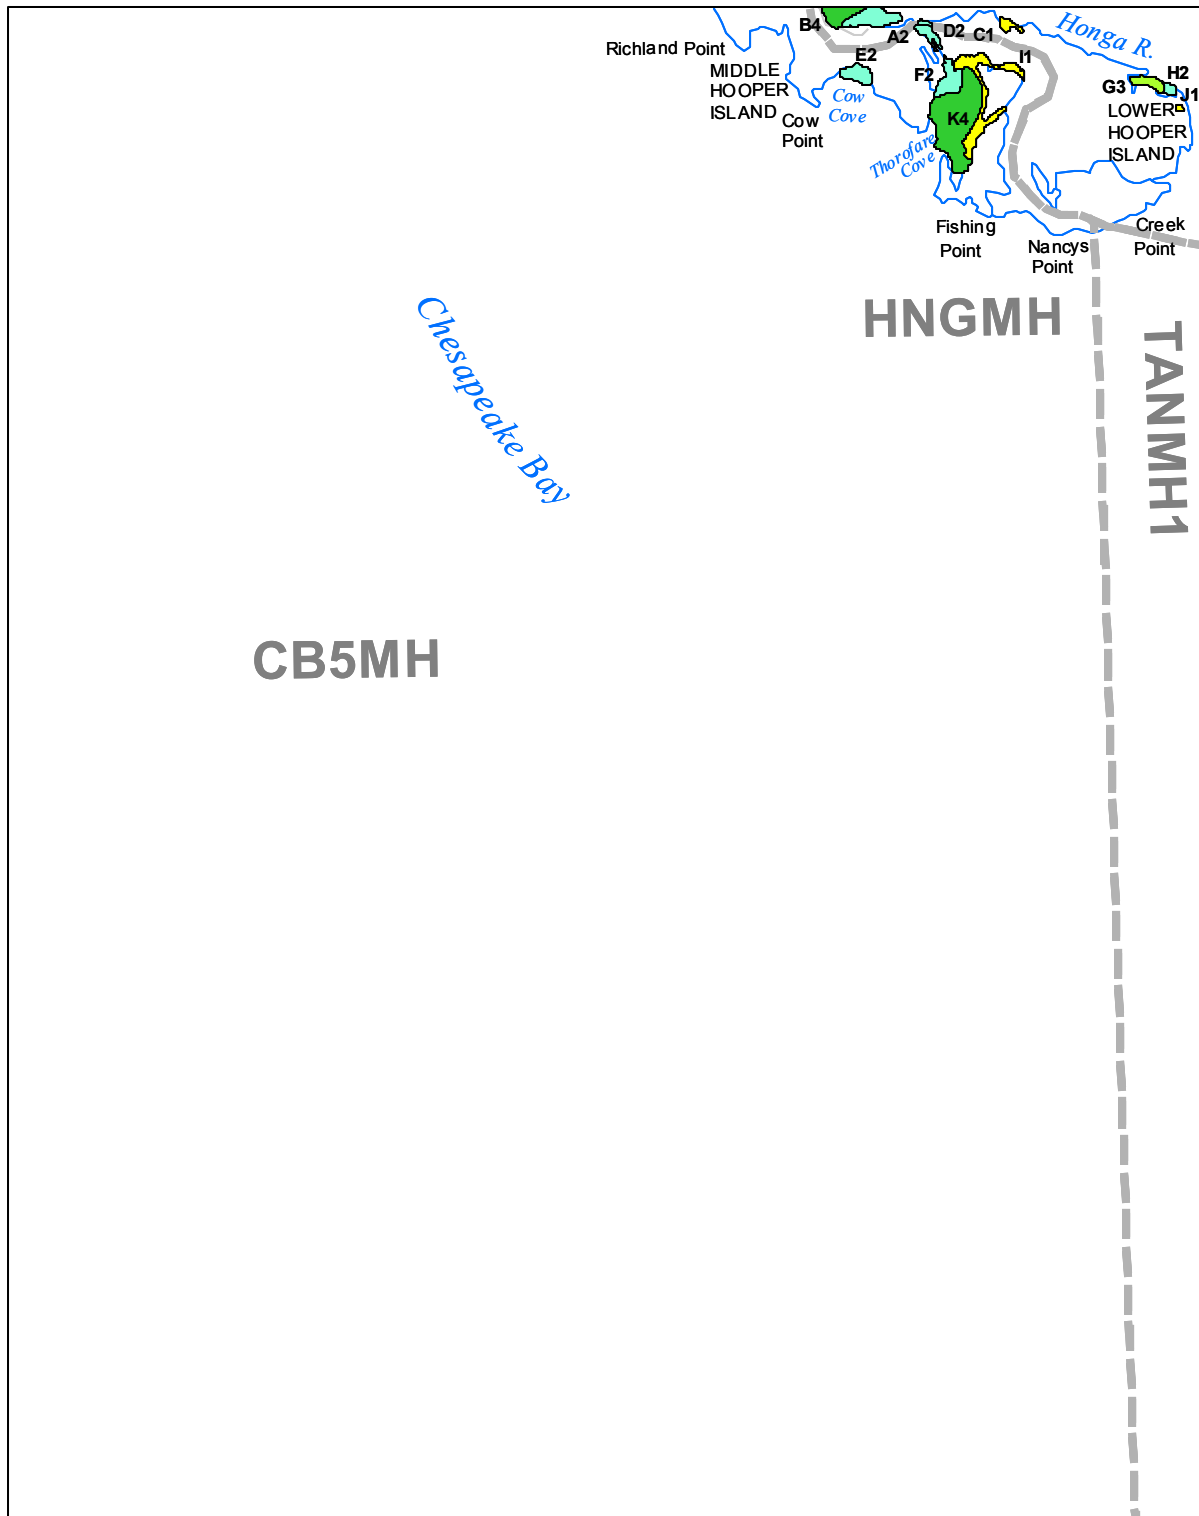 B4
A2
D2
C1
Honga R.
Richland Point
E2
I1
MIDDLE
HOOPER
ISLAND
F2
H2
G3
J1
Cow
Cove
Cow
Point
K4
LOWER
HOOPER
ISLAND
Thorofare
Cove
Fishing
Point
Nancys
Point
Creek
Point
HNGMH
TANMH1
Chesapeake Bay
CB5MH